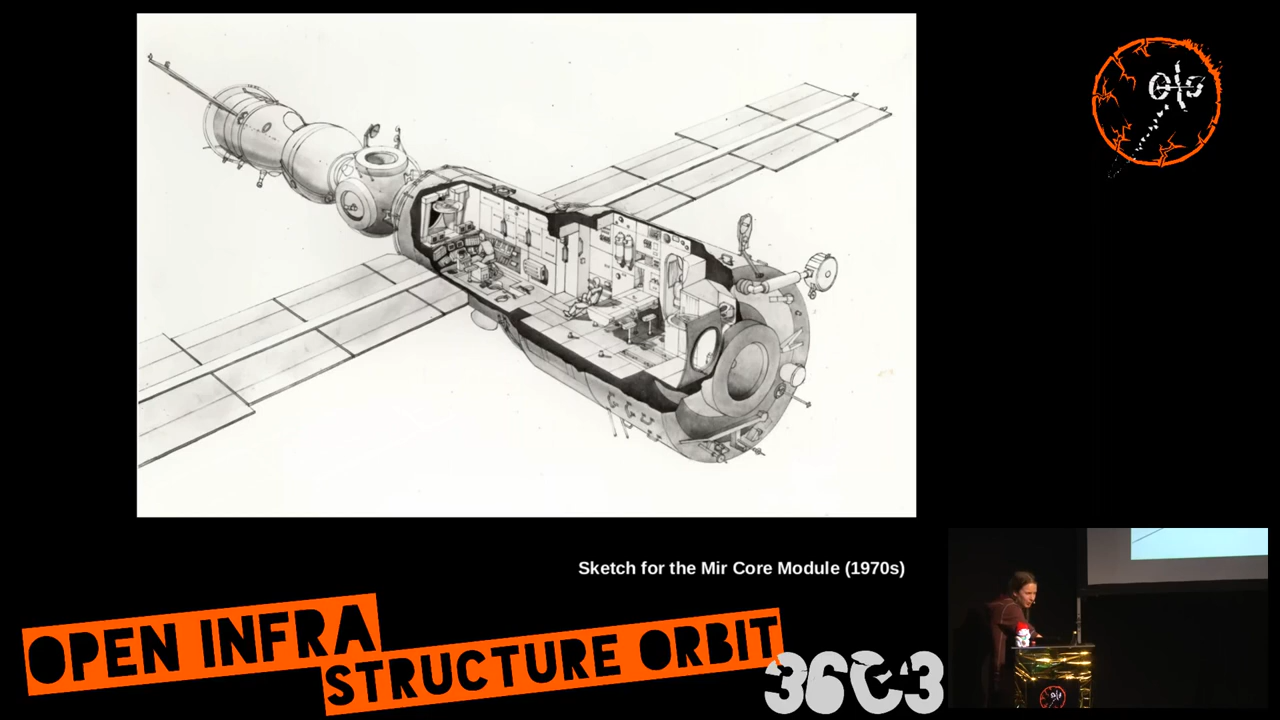 Sketch for the Mir Core Module (1970s)
OPEN INFRA
STRUCTURE ORBIT
36C3